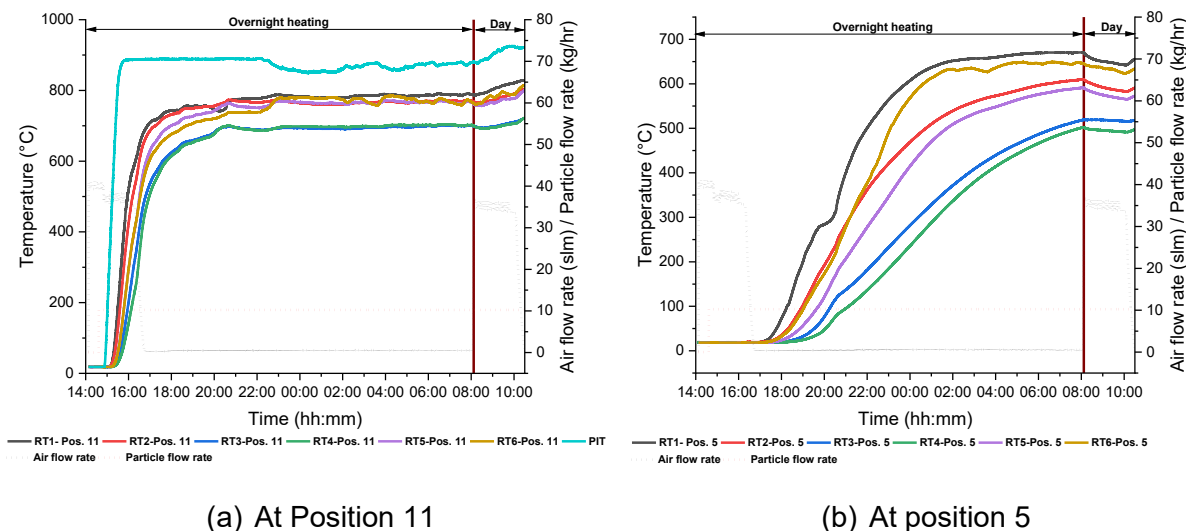 Overnight heating
Day
1000
800
600
400
200
0
Temperature (°C)
80
70
60
50
40
30
20
10
0
Air flow rate (slm) / Particle flow rate (kg/hr)
14:00 16:00 18:00 20:00 22:00 00:00 02:00 04:00 06:00 08:00 10:00
Time (hh:mm)
RT1- Pos. 11 RT2-Pos. 11 RT3-Pos. 11 RT4-Pos. 11 RT5-Pos. 11 RT6-Pos. 11 PIT
Air flow rate Particle flow rate
(a) At Position 11
Overnight heating
Day
700
600
500
400
300
200
100
0
Temperature (°C)
80
70
60
50
40
30
20
10
0
Air flow rate (slm) / Particle flow rate (kg/hr)
14:00 16:00 18:00 20:00 22:00 00:00 02:00 04:00 06:00 08:00 10:00
Time (hh:mm)
RT1- Pos. 5 RT2-Pos. 5 RT3-Pos. 5 RT4-Pos. 5 RT5-Pos. 5 RT6-Pos. 5
Air flow rate Particle flow rate
(b) At position 5